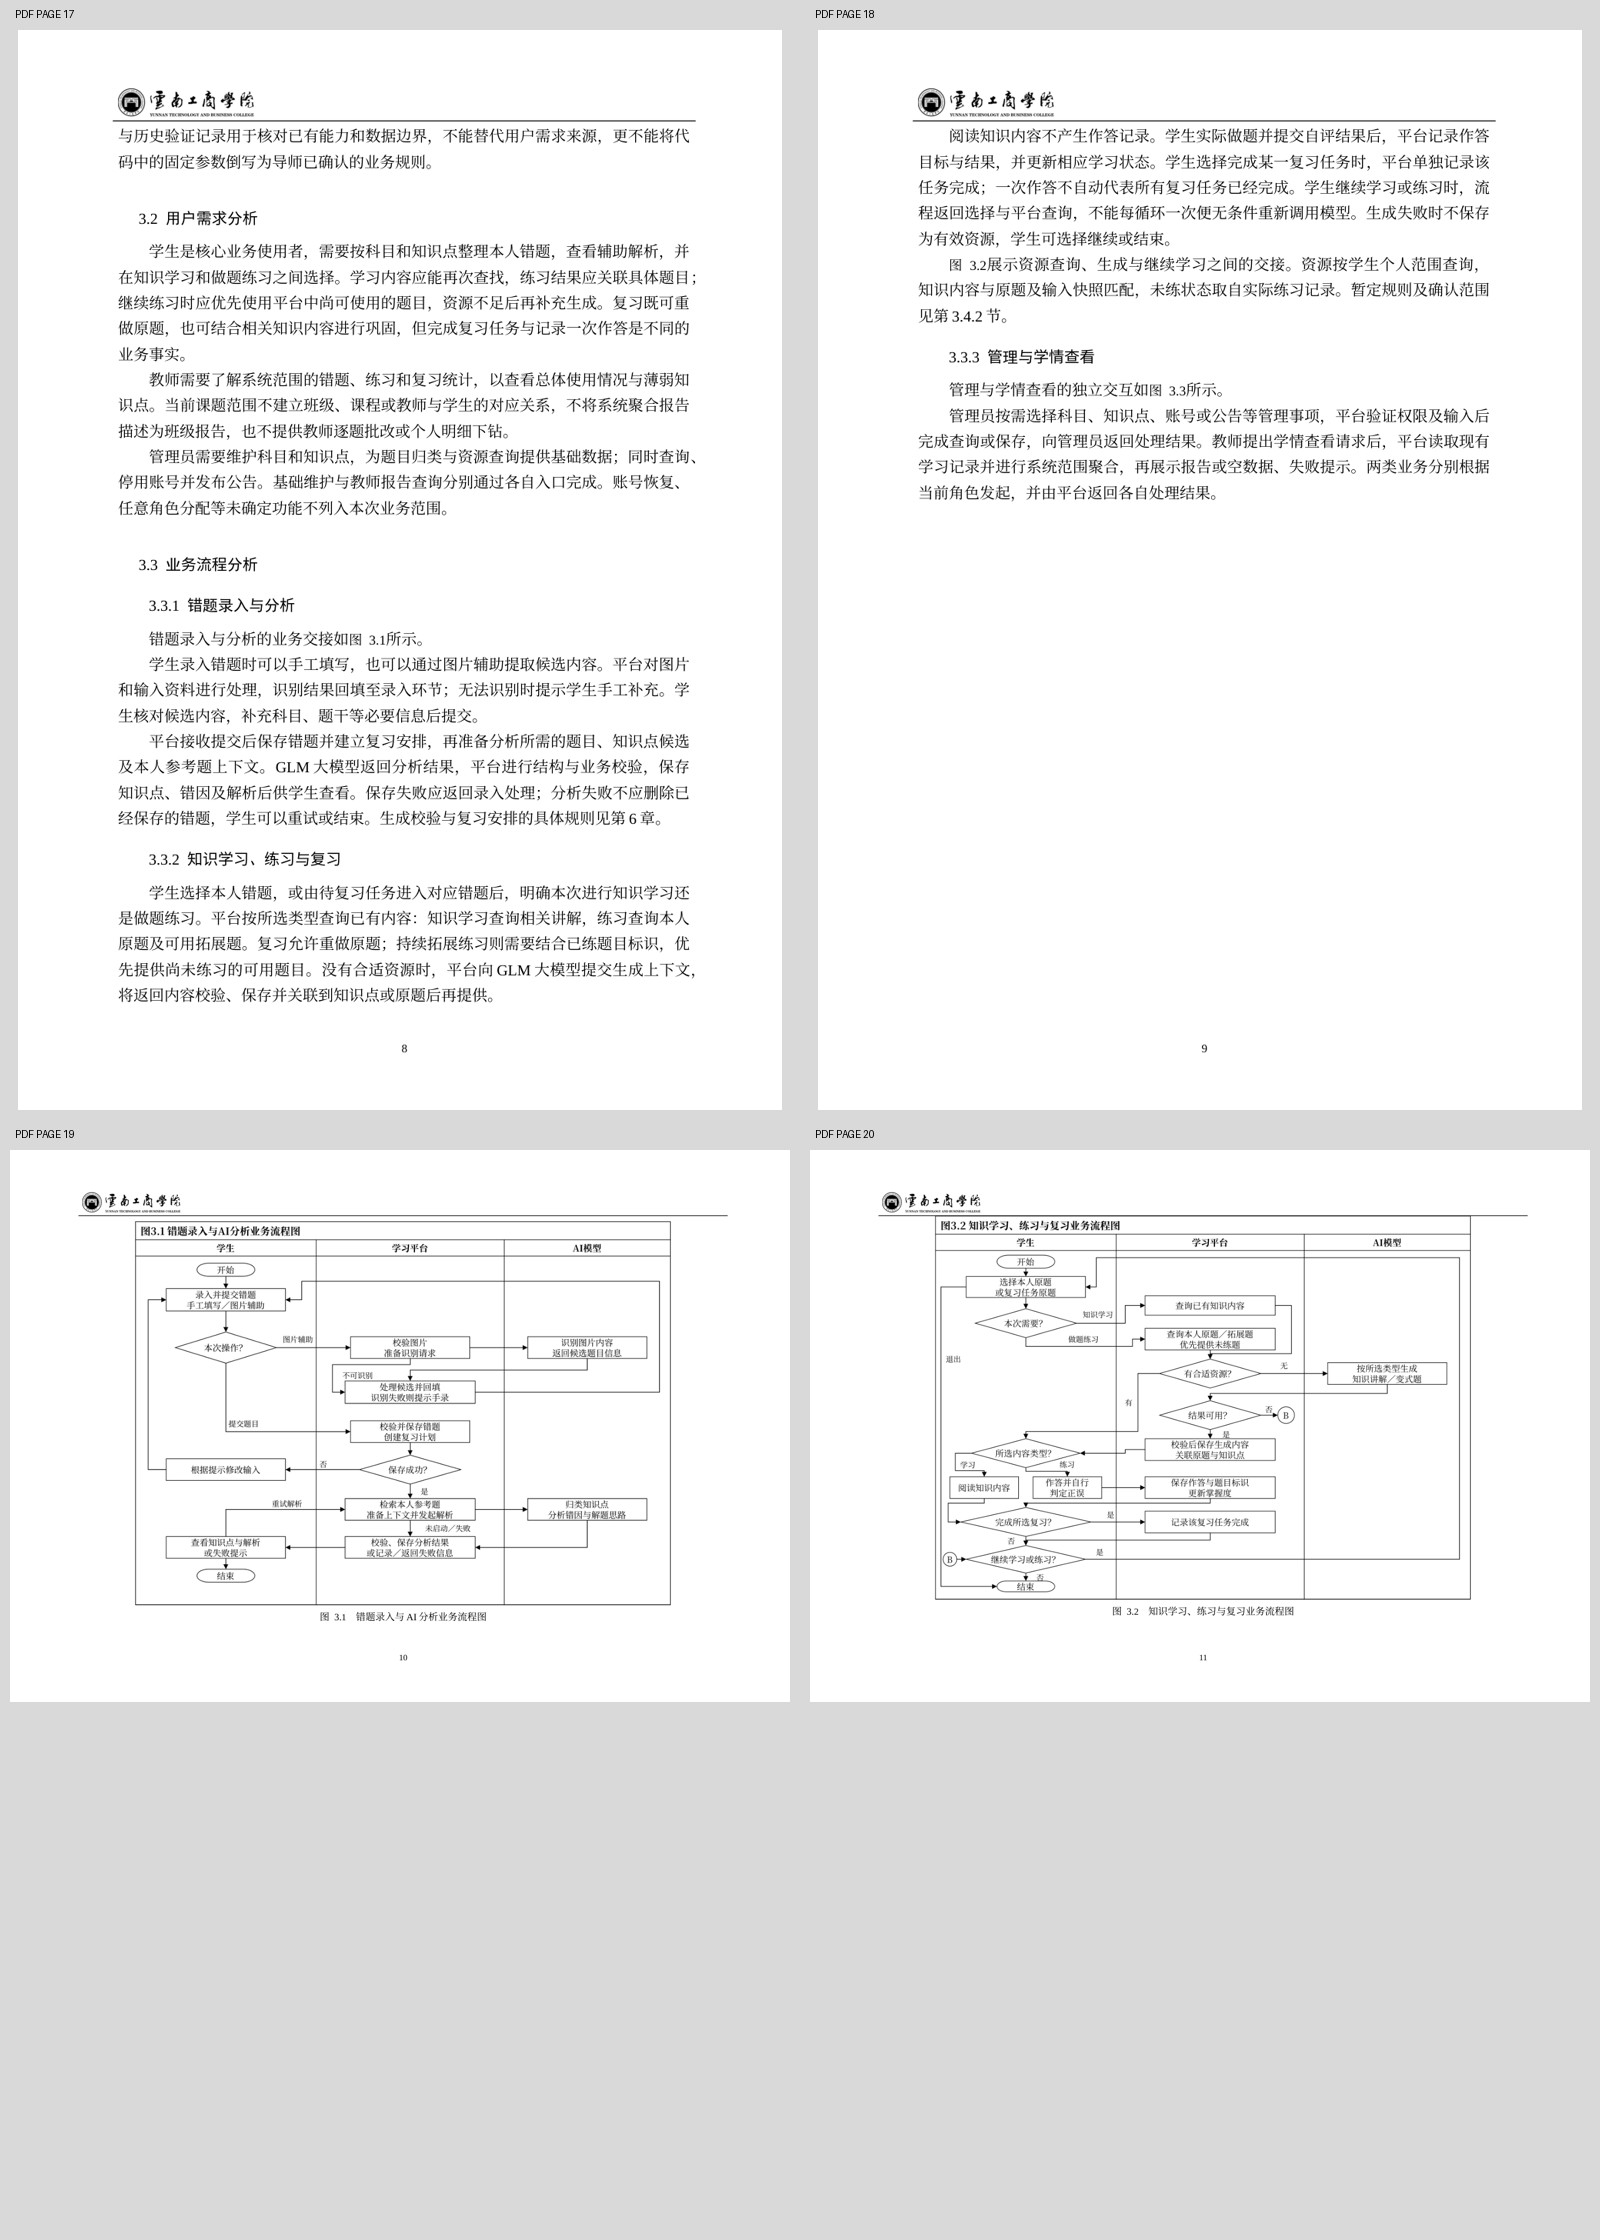 PDF PAGE 17
雲南工商學院
YUNNAN TECHNOLOGY AND BUSINESS COLLEGE
与历史验证记录用于核对已有能力和数据边界，不能替代用户需求来源，更不能将代
码中的固定参数倒写为导师已确认的业务规则。
3.2 用户需求分析
学生是核心业务使用者，需要按科目和知识点整理本人错题，查看辅助解析，并
在知识学习和做题练习之间选择。学习内容应能再次查找，练习结果应关联具体题目；
继续练习时应优先使用平台中尚可使用的题目，资源不足后再补充生成。复习既可重
做原题，也可结合相关知识内容进行巩固，但完成复习任务与记录一次作答是不同的
业务事实。
教师需要了解系统范围的错题、练习和复习统计，以查看总体使用情况与薄弱知
识点。当前课题范围不建立班级、课程或教师与学生的对应关系，不将系统聚合报告
描述为班级报告，也不提供教师逐题批改或个人明细下钻。
管理员需要维护科目和知识点，为题目归类与资源查询提供基础数据；同时查询、
停用账号并发布公告。基础维护与教师报告查询分别通过各自入口完成。账号恢复、
任意角色分配等未确定功能不列入本次业务范围。
3.3 业务流程分析
3.3.1 错题录入与分析
错题录入与分析的业务交接如图 3.1所示。
学生录入错题时可以手工填写，也可以通过图片辅助提取候选内容。平台对图片
和输入资料进行处理，识别结果回填至录入环节；无法识别时提示学生手工补充。学
生核对候选内容，补充科目、题干等必要信息后提交。
平台接收提交后保存错题并建立复习安排，再准备分析所需的题目、知识点候选
及本人参考题上下文。GLM 大模型返回分析结果，平台进行结构与业务校验，保存
知识点、错因及解析后供学生查看。保存失败应返回录入处理；分析失败不应删除已
经保存的错题，学生可以重试或结束。生成校验与复习安排的具体规则见第 6 章。
3.3.2 知识学习、练习与复习
学生选择本人错题，或由待复习任务进入对应错题后，明确本次进行知识学习还
是做题练习。平台按所选类型查询已有内容：知识学习查询相关讲解，练习查询本人
原题及可用拓展题。复习允许重做原题；持续拓展练习则需要结合已练题目标识，优
先提供尚未练习的可用题目。没有合适资源时，平台向 GLM 大模型提交生成上下文，
将返回内容校验、保存并关联到知识点或原题后再提供。
8
PDF PAGE 18
雲南工商學院
YUNNAN TECHNOLOGY AND BUSINESS COLLEGE
阅读知识内容不产生作答记录。学生实际做题并提交自评结果后，平台记录作答
目标与结果，并更新相应学习状态。学生选择完成某一复习任务时，平台单独记录该
任务完成；一次作答不自动代表所有复习任务已经完成。学生继续学习或练习时，流
程返回选择与平台查询，不能每循环一次便无条件重新调用模型。生成失败时不保存
为有效资源，学生可选择继续或结束。
图 3.2展示资源查询、生成与继续学习之间的交接。资源按学生个人范围查询，
知识内容与原题及输入快照匹配，未练状态取自实际练习记录。暂定规则及确认范围
见第 3.4.2 节。
3.3.3 管理与学情查看
管理与学情查看的独立交互如图 3.3所示。
管理员按需选择科目、知识点、账号或公告等管理事项，平台验证权限及输入后
完成查询或保存，向管理员返回处理结果。教师提出学情查看请求后，平台读取现有
学习记录并进行系统范围聚合，再展示报告或空数据、失败提示。两类业务分别根据
当前角色发起，并由平台返回各自处理结果。
9
PDF PAGE 19
雲南工商學院
YUNNAN TECHNOLOGY AND BUSINESS COLLEGE
图3.1 错题录入与AI分析业务流程图
学生 学习平台 AI模型
开始
录入并提交错题
手工填写／图片辅助
本次操作？
图片辅助
校验图片
准备识别请求
识别图片内容
返回候选题目信息
不可识别
处理候选并回填
识别失败则提示手录
提交题目
校验并保存错题
创建复习计划
根据提示修改输入
否
保存成功？
是
重试解析
检索本人参考题
准备上下文并发起解析
归类知识点
分析错因与解题思路
未启动／失败
查看知识点与解析
或失败提示
校验、保存分析结果
或记录／返回失败信息
结束
图 3.1 错题录入与 AI 分析业务流程图
10
PDF PAGE 20
雲南工商學院
YUNNAN TECHNOLOGY AND BUSINESS COLLEGE
图3.2 知识学习、练习与复习业务流程图
学生 学习平台 AI模型
开始
选择本人原题
或复习任务原题
本次需要？
知识学习
查询已有知识内容
做题练习
查询本人原题／拓展题
优先提供未练题
退出
有合适资源？
无
按所选类型生成
知识讲解／变式题
有
结果可用？
否
B
是
所选内容类型？
校验后保存生成内容
关联原题与知识点
学习
练习
阅读知识内容
作答并自行
判定正误
保存作答与题目标识
更新掌握度
完成所选复习？
是
记录该复习任务完成
否
B
继续学习或练习？
是
否
结束
图 3.2 知识学习、练习与复习业务流程图
11